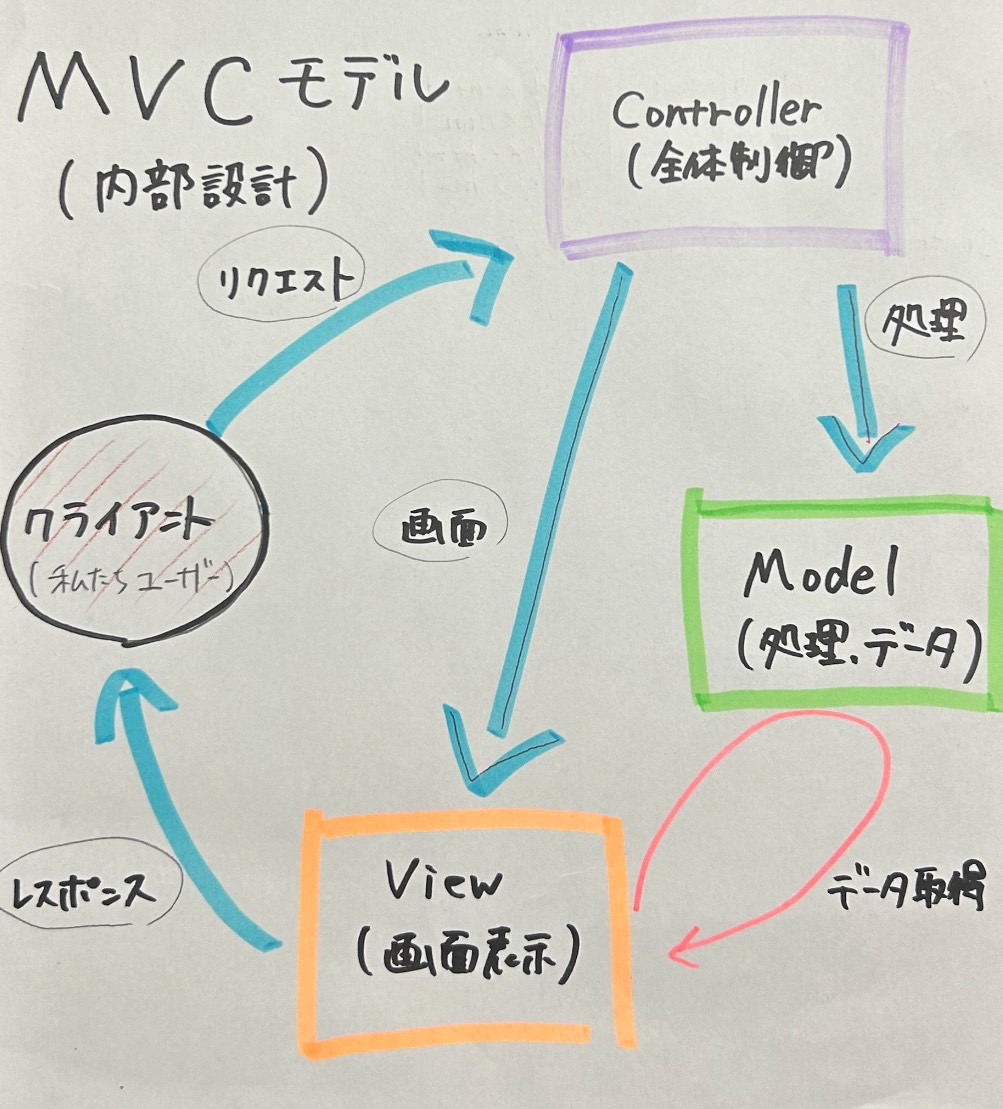 MVCモデル
(内部設計)
Controller
(全体制御)
リクエスト
処理
クライアント
(私たちユーザー)
画面
Model
(処理.データ)
レスポンス
View
(画面表示)
データ取得